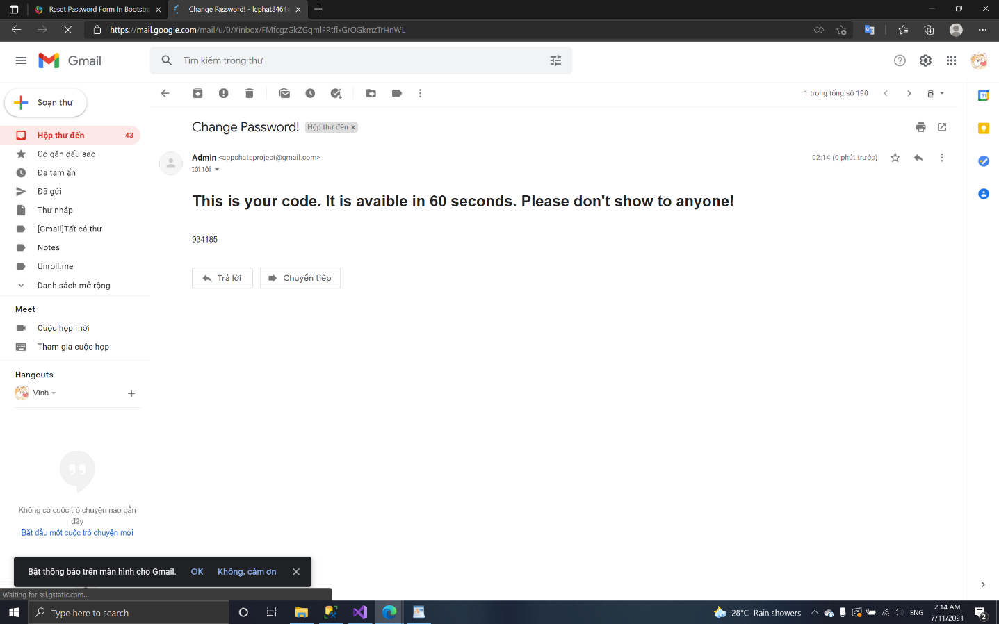 Reset Password Form In Bootstra
Change Password! - lephat8464
https://mail.google.com/mail/u/0/#inbox/FMfcgzGkZGqmlFRtflxGrQGkmzTrHnWL
Gmail
Tìm kiếm trong thư
Soạn thư
1 trong tổng số 190
ê
31
Hộp thư đến 43
Có gắn dấu sao
Đã tạm ẩn
Đã gửi
Thư nháp
[Gmail]Tất cả thư
Notes
Unroll.me
Danh sách mở rộng
Change Password!
Hộp thư đến x
Admin <appchateproject@gmail.com>
02:14 (0 phút trước)
tới tôi
This is your code. It is avaible in 60 seconds. Please don't show to anyone!
934185
Trả lời
Chuyển tiếp
Meet
Cuộc họp mới
Tham gia cuộc họp
Hangouts
Vĩnh
Không có cuộc trò chuyện nào gần
đây
Bắt đầu một cuộc trò chuyện mới
Bật thông báo trên màn hình cho Gmail. OK Không, cảm ơn
Waiting for ssl.gstatic.com...
Type here to search
28°C Rain showers
ENG
2:14 AM
7/11/2021
2